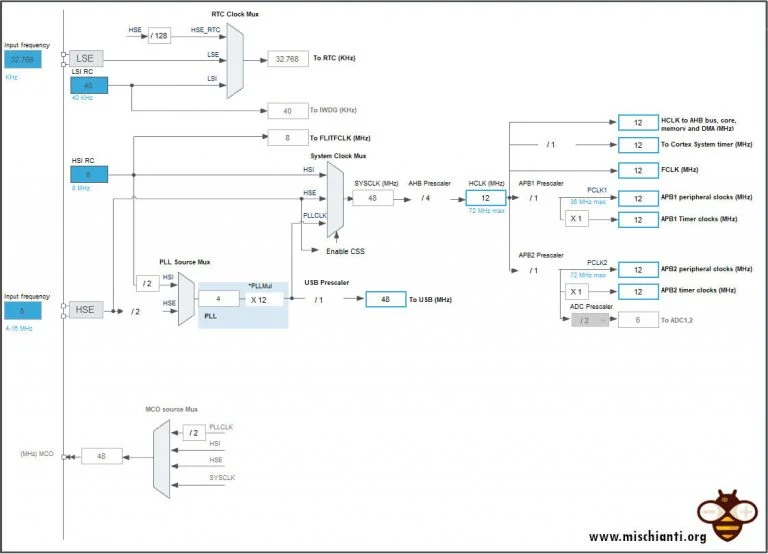 RTC Clock Mux
HSE
/ 128
HSE_RTC
Input frequency
32.768
KHz
LSE
LSE
32.768
To RTC (KHz)
LSI RC
40
40 KHz
LSI
40
To IWDG (KHz)
8
To FLITFCLK (MHz)
HSI RC
8
8 MHz
System Clock Mux
HSI
HSE
PLLCLK
Enable CSS
SYSCLK (MHz)
48
AHB Prescaler
/ 4
HCLK (MHz)
12
72 MHz max
12
HCLK to AHB bus, core,
memory and DMA (MHz)
/ 1
12
To Cortex System timer (MHz)
12
FCLK (MHz)
APB1 Prescaler
/ 1
PCLK1
36 MHz max
12
APB1 peripheral clocks (MHz)
X 1
12
APB1 Timer clocks (MHz)
APB2 Prescaler
/ 1
PCLK2
72 MHz max
12
APB2 peripheral clocks (MHz)
X 1
12
APB2 timer clocks (MHz)
ADC Prescaler
/ 2
6
To ADC1,2
PLL Source Mux
/ 2
HSI
HSE
Input frequency
8
4-16 MHz
HSE
/ 2
4
*PLLMul
X 12
PLL
USB Prescaler
/ 1
48
To USB (MHz)
MCO source Mux
(MHz) MCO
48
/ 2
PLLCLK
HSI
HSE
SYSCLK
www.mischianti.org